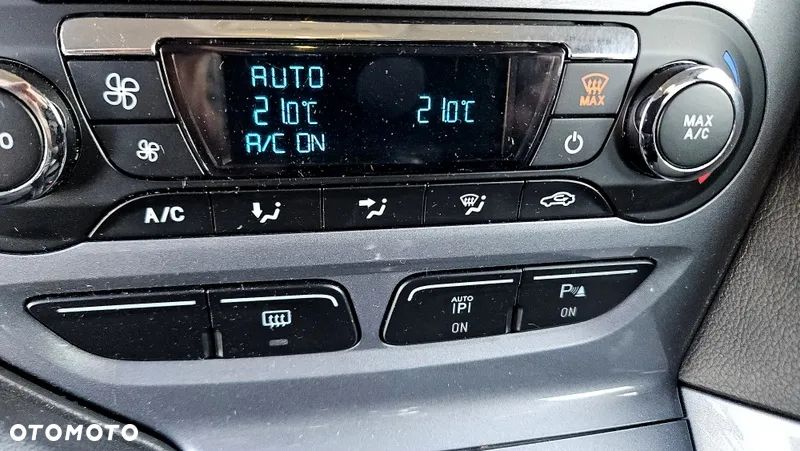 AUTO
21.0℃ 21.0℃
A/C ON
MAX
MAX
A/C
A/C
AUTO
IPI
ON
P
ON
OTOMOTO